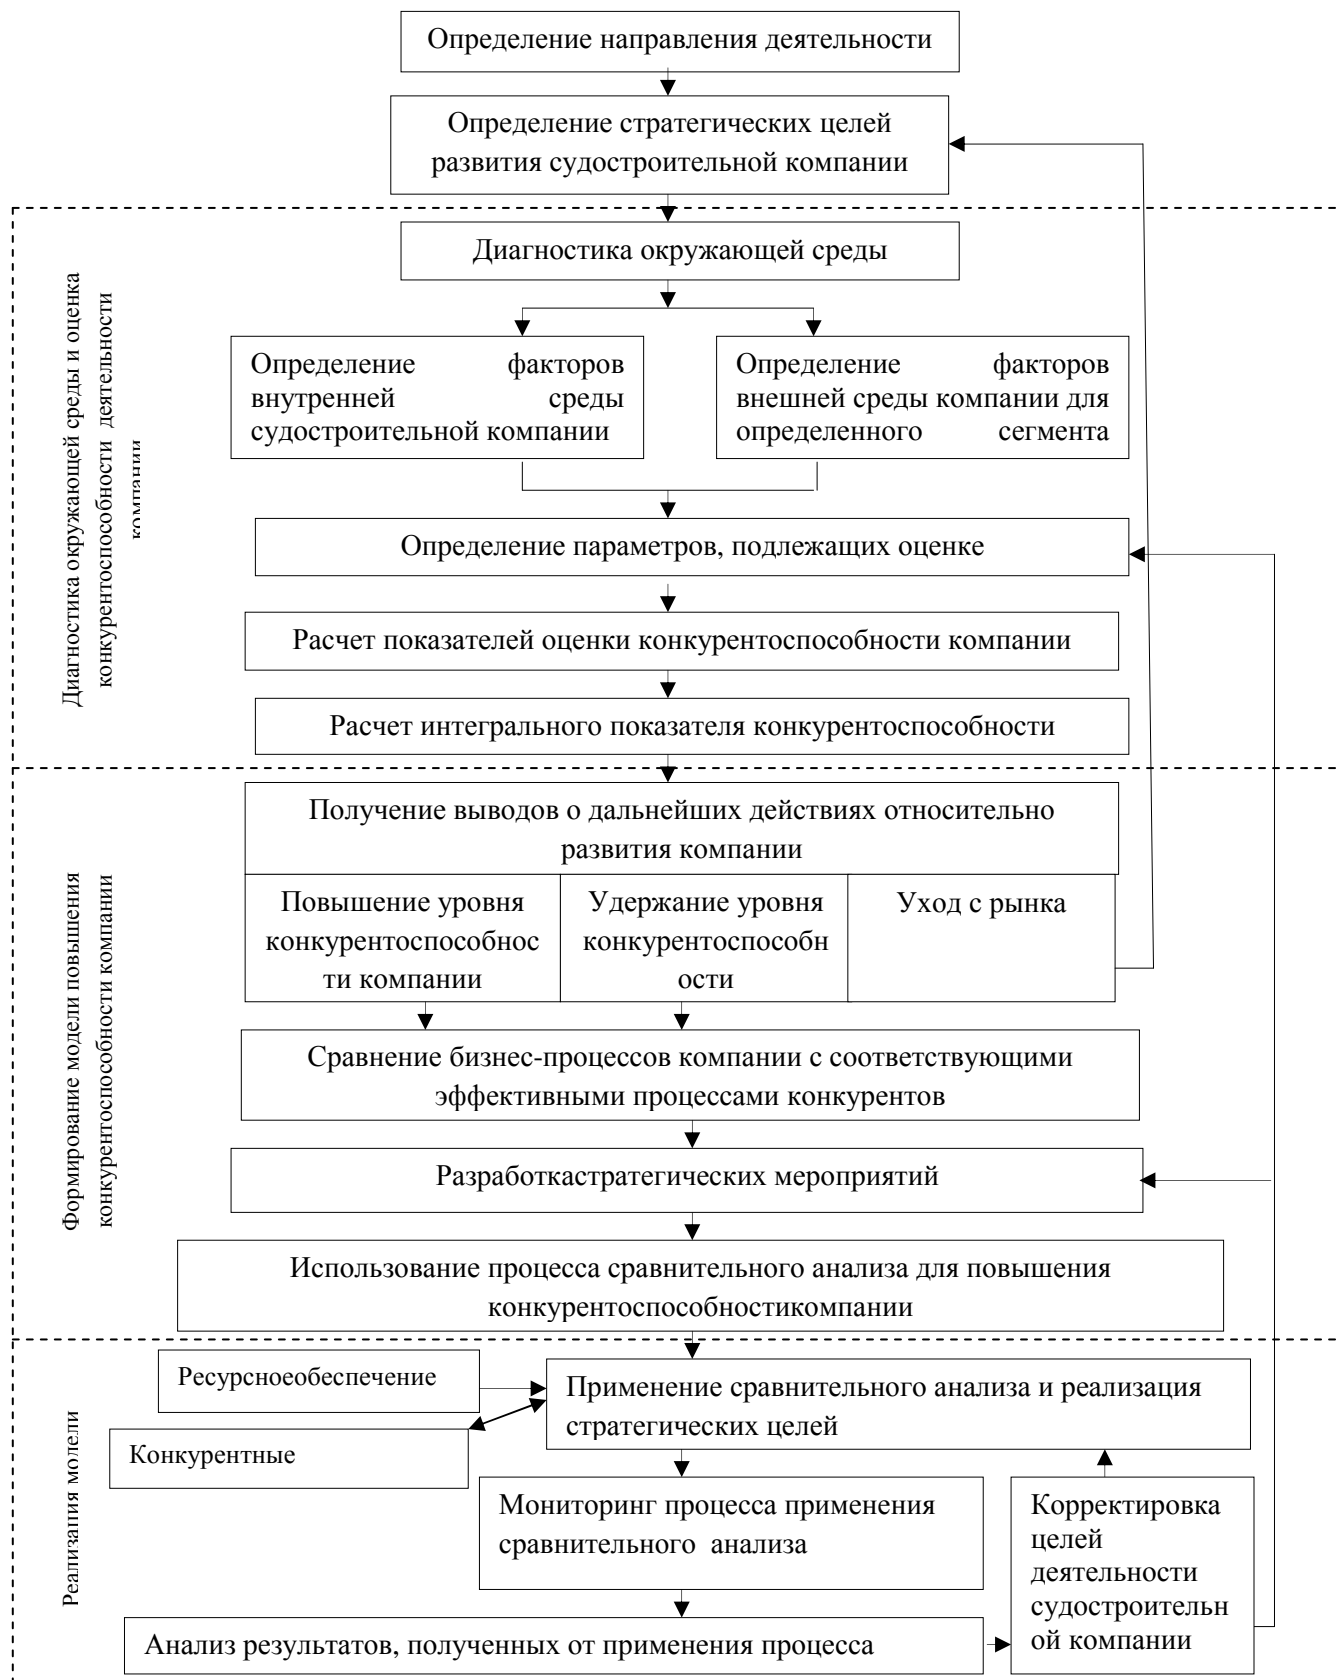 Определение направления деятельности
Определение стратегических целей
развития судостроительной компании
Диагностика окружающей среды и оценка
конкурентоспособности деятельности
компании
Диагностика окружающей среды
Определение факторов
внутренней среды
судостроительной компании
Определение факторов
внешней среды компании для
определенного сегмента
Определение параметров, подлежащих оценке
Расчет показателей оценки конкурентоспособности компании
Расчет интегрального показателя конкурентоспособности
Формирование модели повышения
конкурентоспособности компании
Получение выводов о дальнейших действиях относительно
развития компании
Повышение уровня
конкурентоспособнос
ти компании
Удержание уровня
конкурентоспособн
ости
Уход с рынка
Сравнение бизнес-процессов компании с соответствующими
эффективными процессами конкурентов
Разработкастратегических мероприятий
Использование процесса сравнительного анализа для повышения
конкурентоспособностикомпании
Реализация модели
Ресурсноеобеспечение
Конкурентные
Применение сравнительного анализа и реализация
стратегических целей
Мониторинг процесса применения
сравнительного анализа
Корректировка
целей
деятельности
судостроительн
ой компании
Анализ результатов, полученных от применения процесса